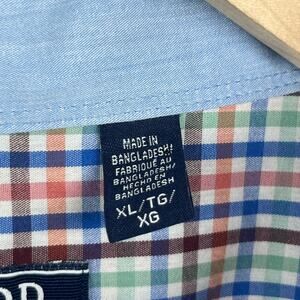 MADE IN
BANGLADESH/
FABRIQUÉ AU
BANGLADESH/
HECHO EN
BANGLADESH
XL/TG/
XG